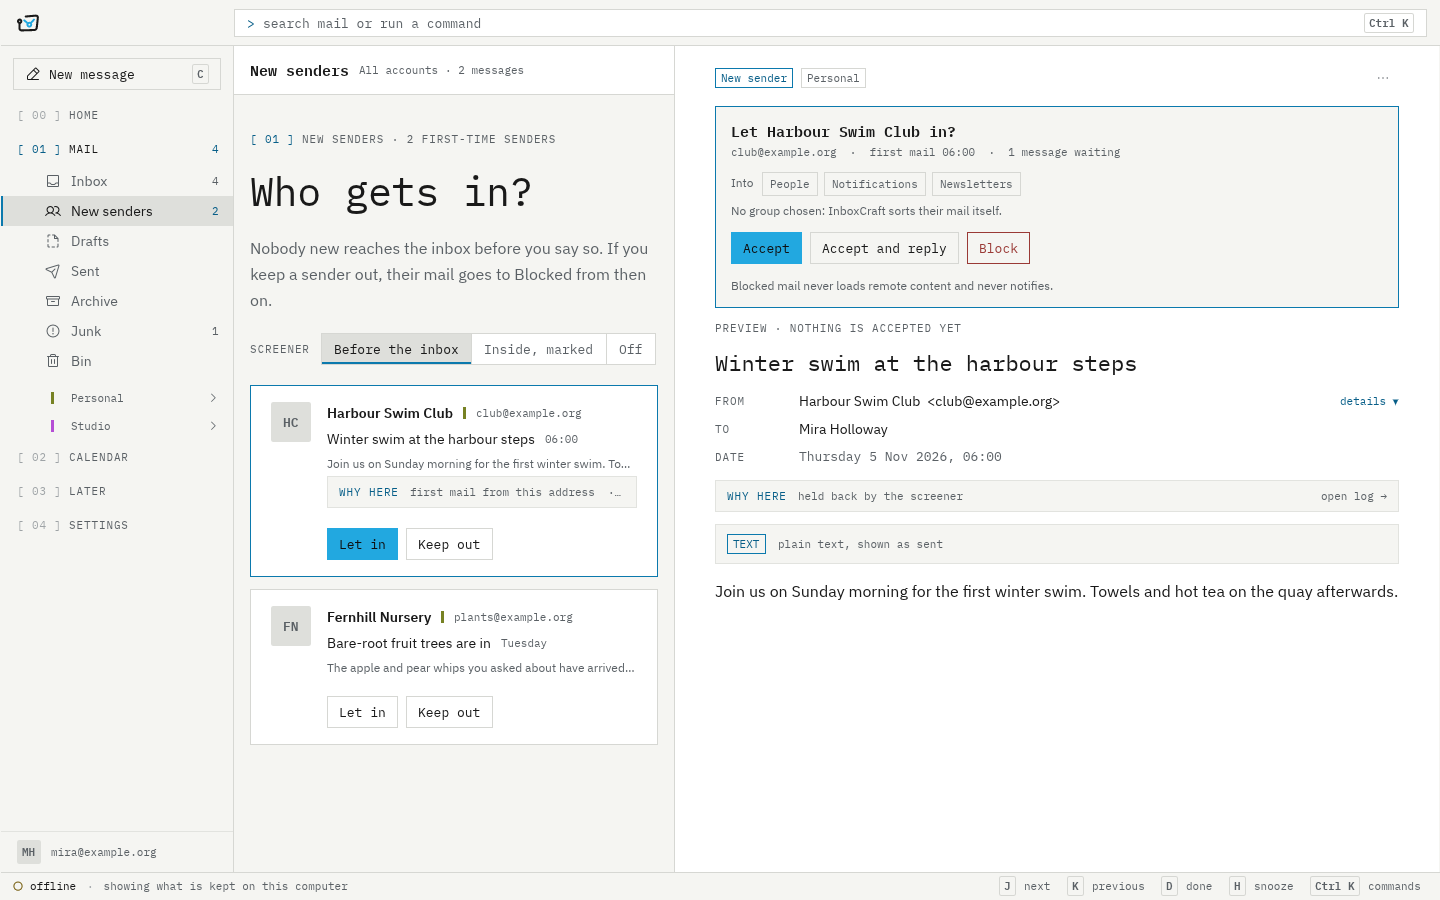 > search mail or run a command Ctrl K
New message C
[ 00 ] HOME
[ 01 ] MAIL 4
Inbox 4
New senders 2
Drafts
Sent
Archive
Junk 1
Bin
Personal
Studio
[ 02 ] CALENDAR
[ 03 ] LATER
[ 04 ] SETTINGS
MH mira@example.org
New senders All accounts · 2 messages
[ 01 ] NEW SENDERS · 2 FIRST-TIME SENDERS
Who gets in?
Nobody new reaches the inbox before you say so. If you
keep a sender out, their mail goes to Blocked from then
on.
SCREENER Before the inbox Inside, marked Off
HC Harbour Swim Club club@example.org
Winter swim at the harbour steps 06:00
Join us on Sunday morning for the first winter swim. To…
WHY HERE first mail from this address ·…
Let in Keep out
FN Fernhill Nursery plants@example.org
Bare-root fruit trees are in Tuesday
The apple and pear whips you asked about have arrived…
Let in Keep out
New sender Personal ...
Let Harbour Swim Club in?
club@example.org · first mail 06:00 · 1 message waiting
Into People Notifications Newsletters
No group chosen: InboxCraft sorts their mail itself.
Accept Accept and reply Block
Blocked mail never loads remote content and never notifies.
PREVIEW · NOTHING IS ACCEPTED YET
Winter swim at the harbour steps
FROM Harbour Swim Club <club@example.org> details ▾
TO Mira Holloway
DATE Thursday 5 Nov 2026, 06:00
WHY HERE held back by the screener open log →
TEXT plain text, shown as sent
Join us on Sunday morning for the first winter swim. Towels and hot tea on the quay afterwards.
offline · showing what is kept on this computer
J next K previous D done H snooze Ctrl K commands